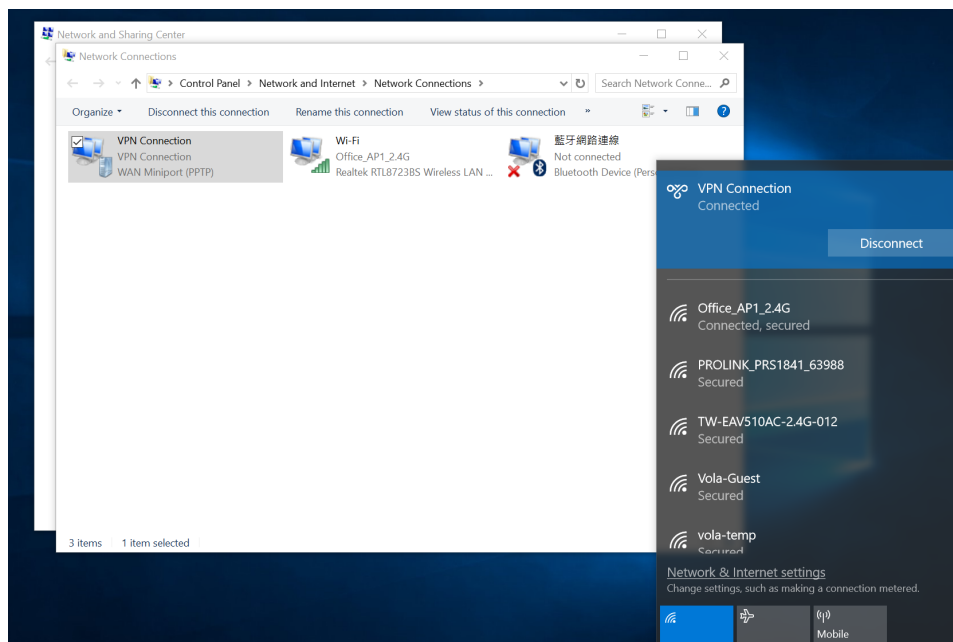 Network and Sharing Center
Network Connections
Control Panel > Network and Internet > Network Connections >
Search Network Conne...
Organize
Disconnect this connection
Rename this connection
View status of this connection
»
VPN Connection
VPN Connection
WAN Miniport (PPTP)
Wi-Fi
Office_AP1_2.4G
Realtek RTL8723BS Wireless LAN ...
藍牙網路連線
Not connected
Bluetooth Device (Pers
3 items
1 item selected
VPN Connection
Connected
Disconnect
Office_AP1_2.4G
Connected, secured
PROLINK_PRS1841_63988
Secured
TW-EAV510AC-2.4G-012
Secured
Vola-Guest
Secured
vola-temp
Secured
Network & Internet settings
Change settings, such as making a connection metered.
Mobile